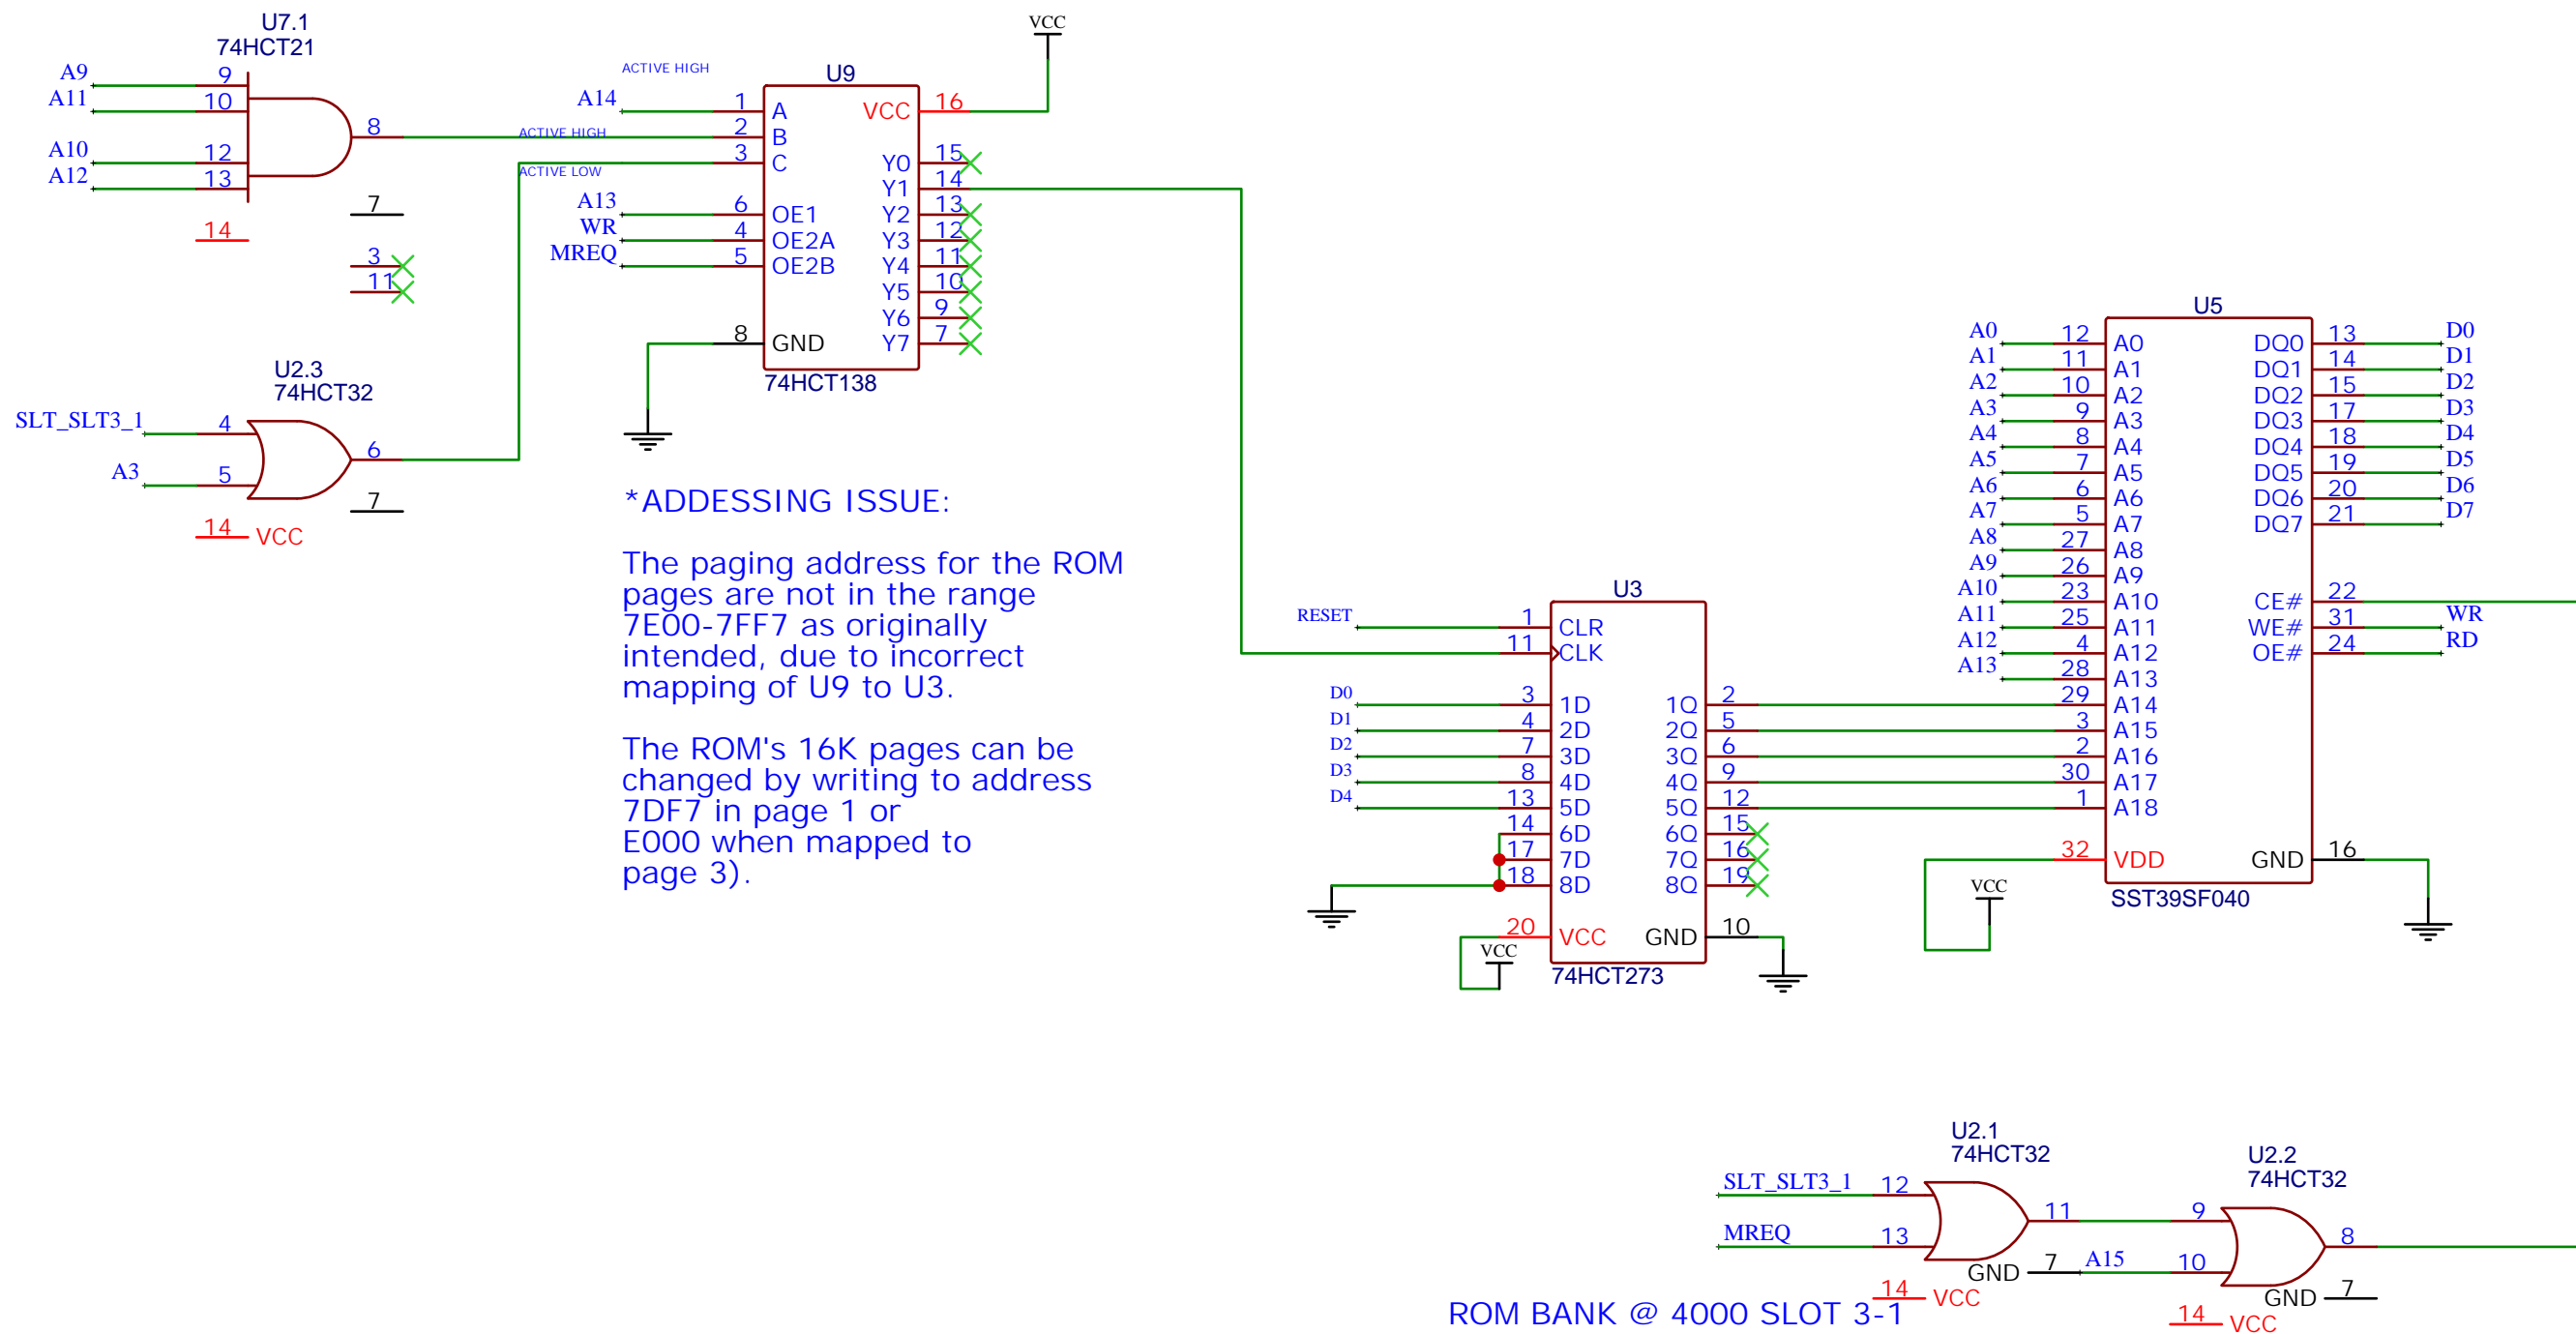 U7.1
74HCT21
A9
9
A11
10
8
A10
12
A12
13
7
14
3
11
U2.3
74HCT32
SLT_SLT3_1
4
6
A3
5
7
14 VCC
ACTIVE HIGH
ACTIVE HIGH
ACTIVE LOW
VCC
U9
A14 1 A VCC 16
2 B
3 C Y0 15
Y1 14
A13 6 OE1 Y2 13
WR 4 OE2A Y3 12
MREQ 5 OE2B Y4 11
Y5 10
Y6 9
8 GND Y7 7
74HCT138
*ADDESSING ISSUE:
The paging address for the ROM
pages are not in the range
7E00-7FF7 as originally
intended, due to incorrect
mapping of U9 to U3.
The ROM's 16K pages can be
changed by writing to address
7DF7 in page 1 or
E000 when mapped to
page 3).
U3
RESET 1 CLR
11 CLK
D0 3 1D 1Q 2
D1 4 2D 2Q 5
D2 7 3D 3Q 6
D3 8 4D 4Q 9
D4 13 5D 5Q 12
14 6D 6Q 15
17 7D 7Q 16
18 8D 8Q 19
20 VCC GND 10
VCC
74HCT273
U5
A0 12 A0 DQ0 13 D0
A1 11 A1 DQ1 14 D1
A2 10 A2 DQ2 15 D2
A3 9 A3 DQ3 17 D3
A4 8 A4 DQ4 18 D4
A5 7 A5 DQ5 19 D5
A6 6 A6 DQ6 20 D6
A7 5 A7 DQ7 21 D7
A8 27 A8
A9 26 A9
A10 23 A10 CE# 22
A11 25 A11 WE# 31 WR
A12 4 A12 OE# 24 RD
A13 28 A13
29 A14
3 A15
2 A16
30 A17
1 A18
32 VDD GND 16
VCC
SST39SF040
U2.1
74HCT32
SLT_SLT3_1 12
11
MREQ 13
GND 7
14 VCC
U2.2
74HCT32
9
8
A15 10
GND 7
14 VCC
ROM BANK @ 4000 SLOT 3-1